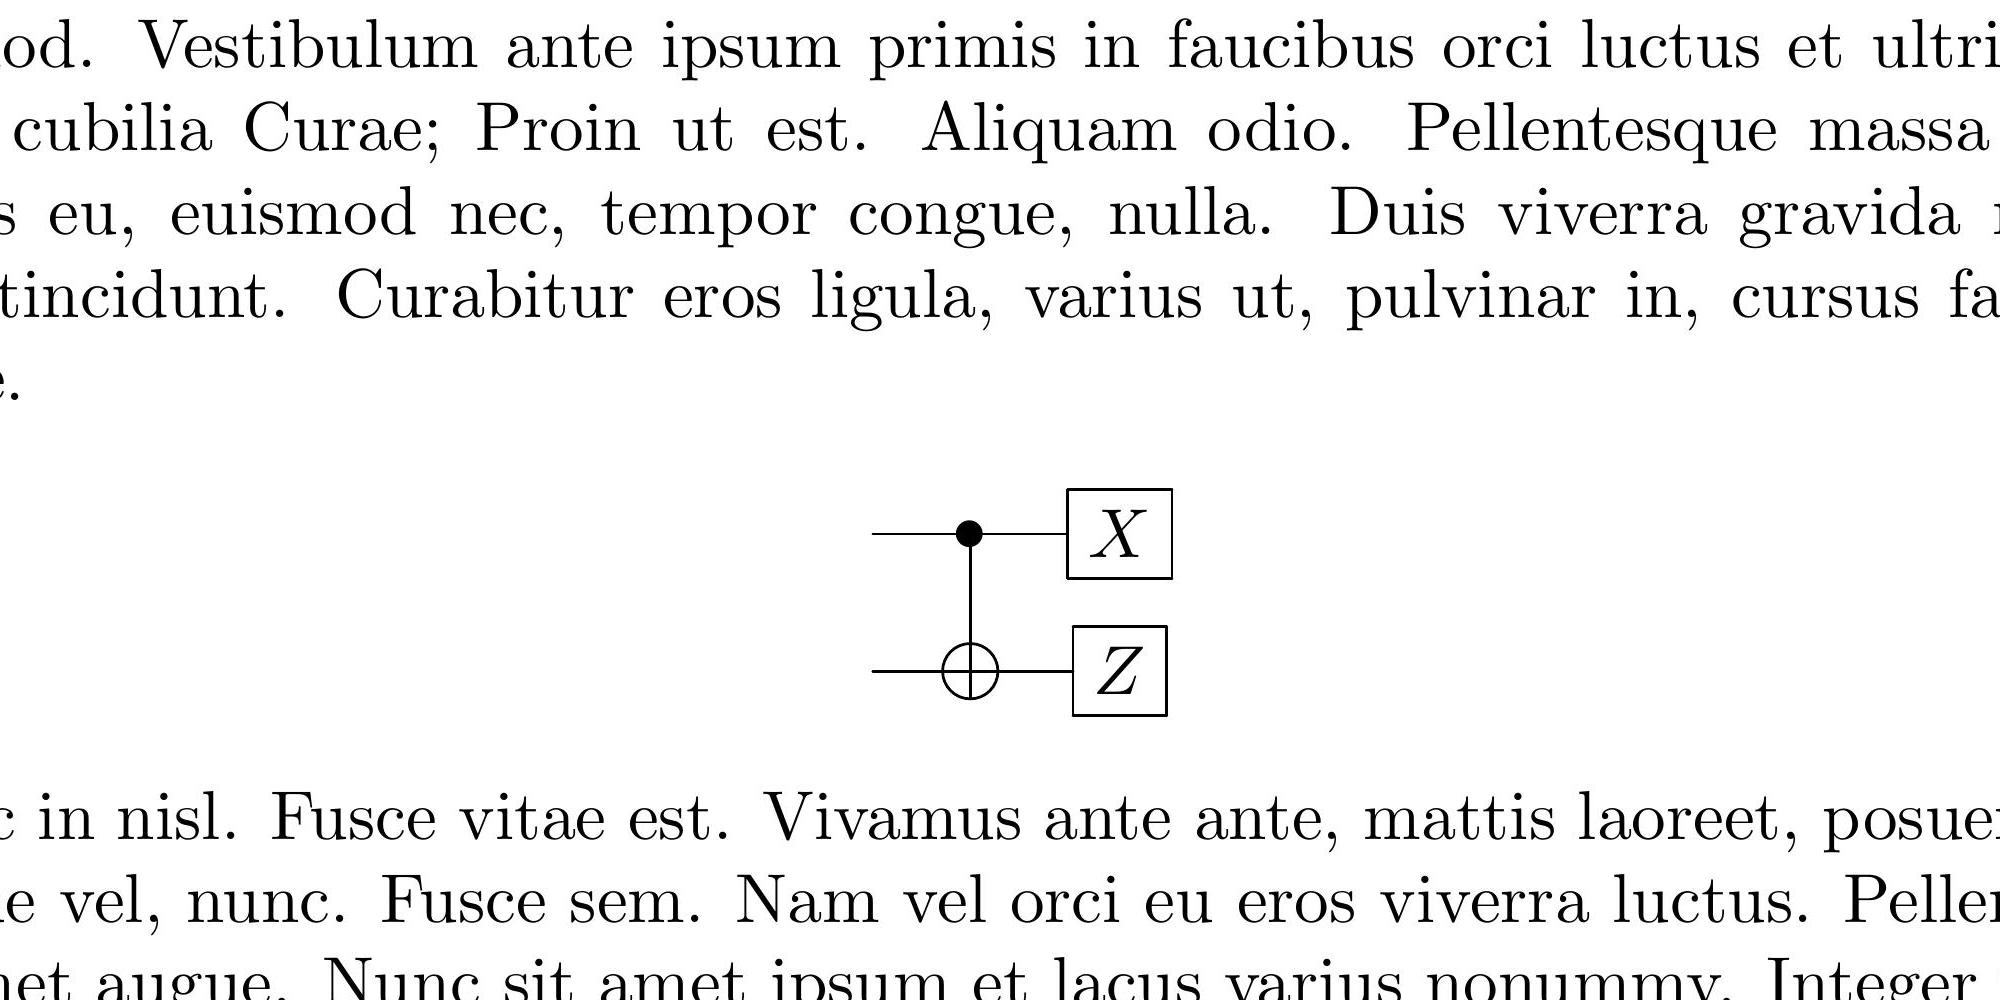 od. Vestibulum ante ipsum primis in faucibus orci luctus et ultri
cubilia Curae; Proin ut est. Aliquam odio. Pellentesque massa
s eu, euismod nec, tempor congue, nulla. Duis viverra gravida
tincidunt. Curabitur eros ligula, varius ut, pulvinar in, cursus fa
e.
X
Z
c in nisl. Fusce vitae est. Vivamus ante ante, mattis laoreet, posue
e vel, nunc. Fusce sem. Nam vel orci eu eros viverra luctus. Pelle
et augue. Nunc sit amet ipsum et lacus varius nonummy. Integer